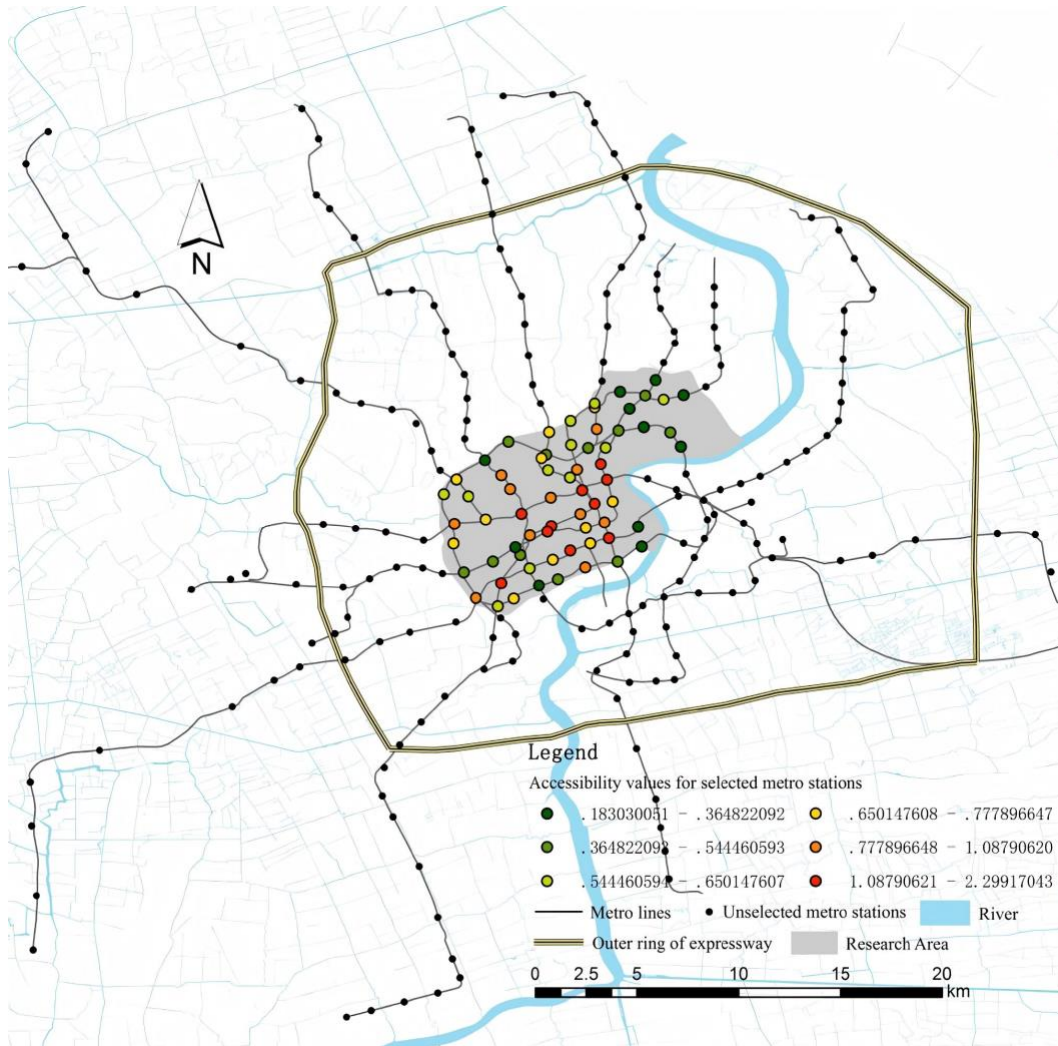 N
Legend
Accessibility values for selected metro stations
.183030051 - .364822092 .650147608 - .777896647
.364822093 - .544460593 .777896648 - 1.08790620
.544460594 - .650147607 1.08790621 - 2.29917043
Metro lines Unselected metro stations River
Outer ring of expressway Research Area
0 2.5 5 10 15 20
km